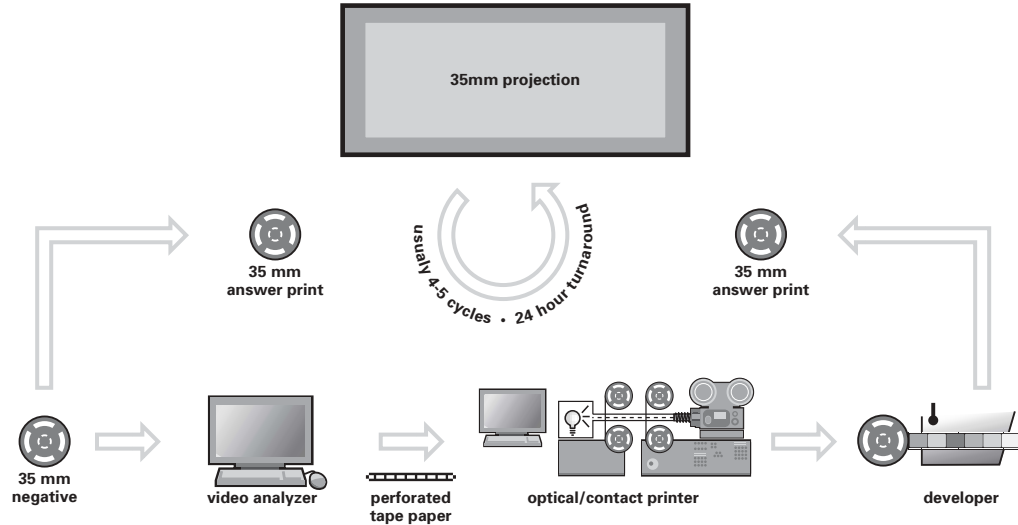 35mm projection
usualy 4-5 cycles • 24 hour turnaround
35 mm
answer print
35 mm
answer print
35 mm
negative
video analyzer
perforated
tape paper
optical/contact printer
developer